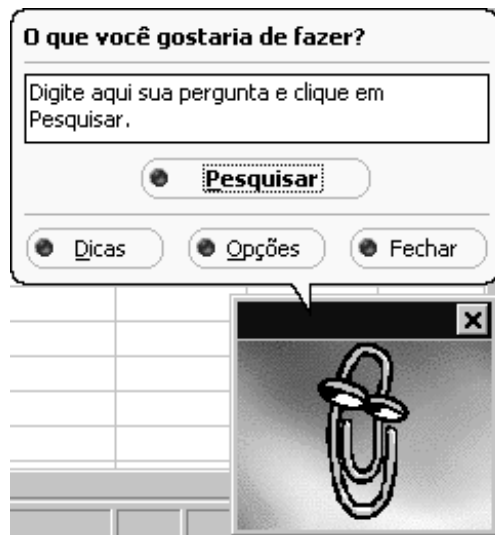 O que você gostaria de fazer?
Digite aqui sua pergunta e clique em
Pesquisar.
Pesquisar
Dicas Opções Fechar